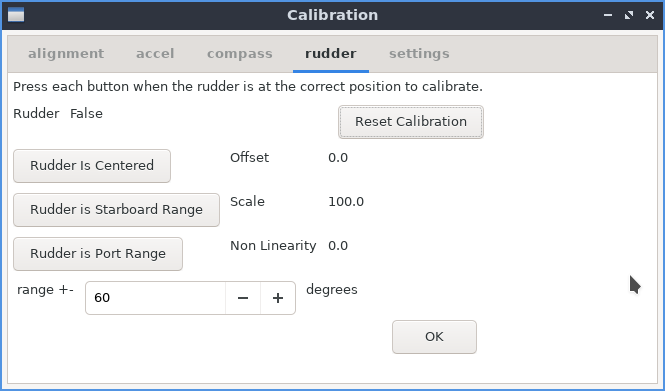 Calibration
alignment accel compass rudder settings
Press each button when the rudder is at the correct position to calibrate.
Rudder False Reset Calibration
Rudder Is Centered Offset 0.0
Rudder is Starboard Range Scale 100.0
Rudder is Port Range Non Linearity 0.0
range +- 60 − + degrees
OK